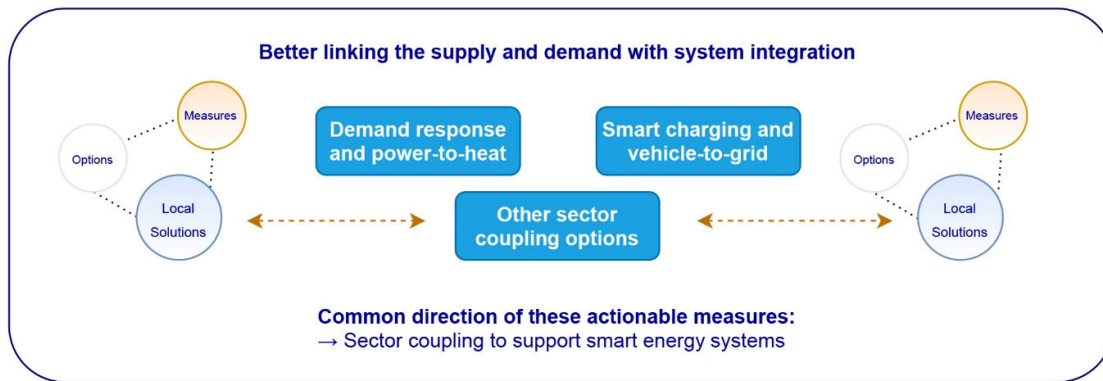 Better linking the supply and demand with system integration
Measures
Options
Local
Solutions
Demand response
and power-to-heat
Smart charging and
vehicle-to-grid
Other sector
coupling options
Measures
Options
Local
Solutions
Common direction of these actionable measures:
→ Sector coupling to support smart energy systems